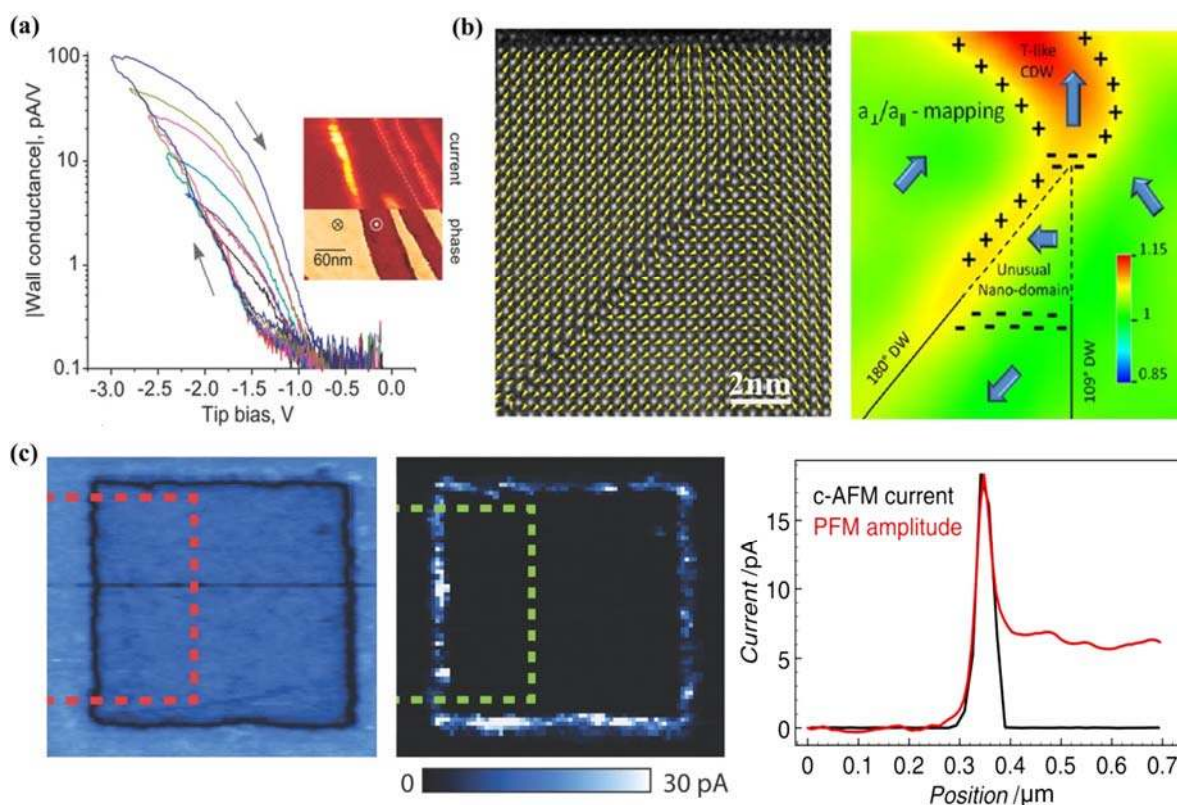 (a)
100
10
1
0.1
|Wall conductance|, pA/V
-3.0 -2.5 -2.0 -1.5 -1.0 -0.5 0.0
Tip bias, V
current
phase
60nm
(b)
2nm
T-like
CDW
a⊥/a∥ - mapping
Unusual
Nano-domain
180° DW
109° DW
1.15
1
0.85
(c)
0 30 pA
c-AFM current
PFM amplitude
Current /pA
15
10
5
0
0 0.1 0.2 0.3 0.4 0.5 0.6 0.7
Position /μm